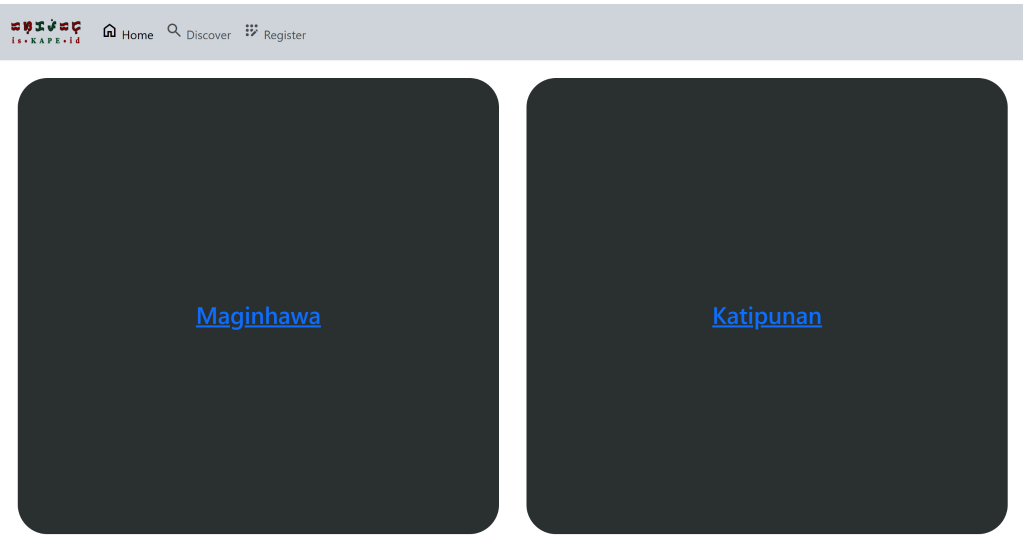 is•KAPE•id
Home
Discover
Register
Maginhawa
Katipunan